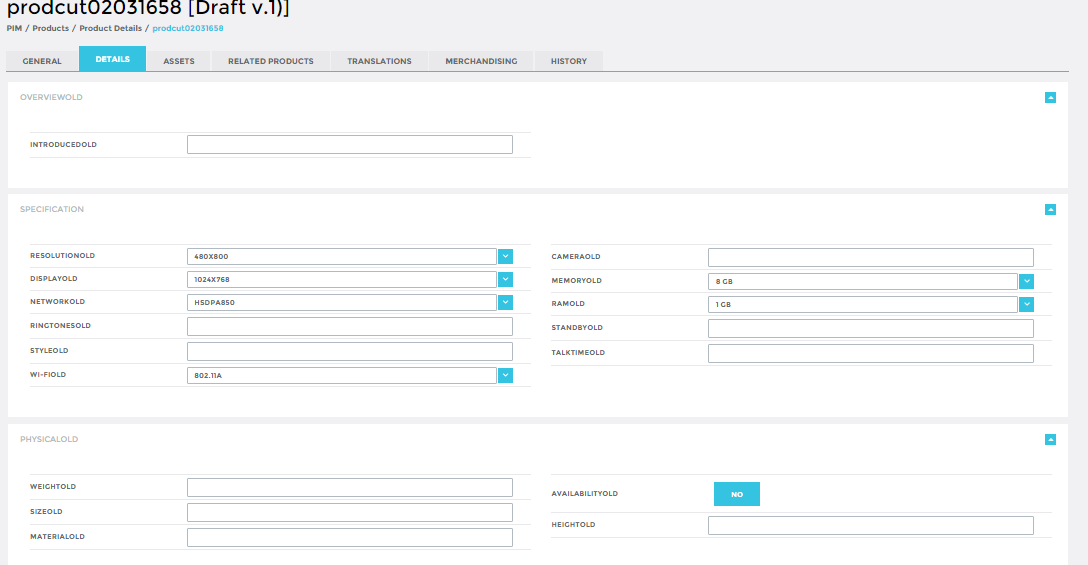 prodcut02031658 [Draft v.1)]
PIM / Products / Product Details / prodcut02031658
GENERAL DETAILS ASSETS RELATED PRODUCTS TRANSLATIONS MERCHANDISING HISTORY
OVERVIEWOLD
INTRODUCEDOLD
SPECIFICATION
RESOLUTIONOLD 480X800
DISPLAYOLD 1024X768
NETWORKOLD HSDPA850
RINGTONESOLD
STYLEOLD
WI-FIOLD 802.11A
CAMERAOLD
MEMORYOLD 8 GB
RAMOLD 1 GB
STANDBYOLD
TALKTIMEOLD
PHYSICALOLD
WEIGHTOLD
SIZEOLD
MATERIALOLD
AVAILABILITYOLD NO
HEIGHTOLD